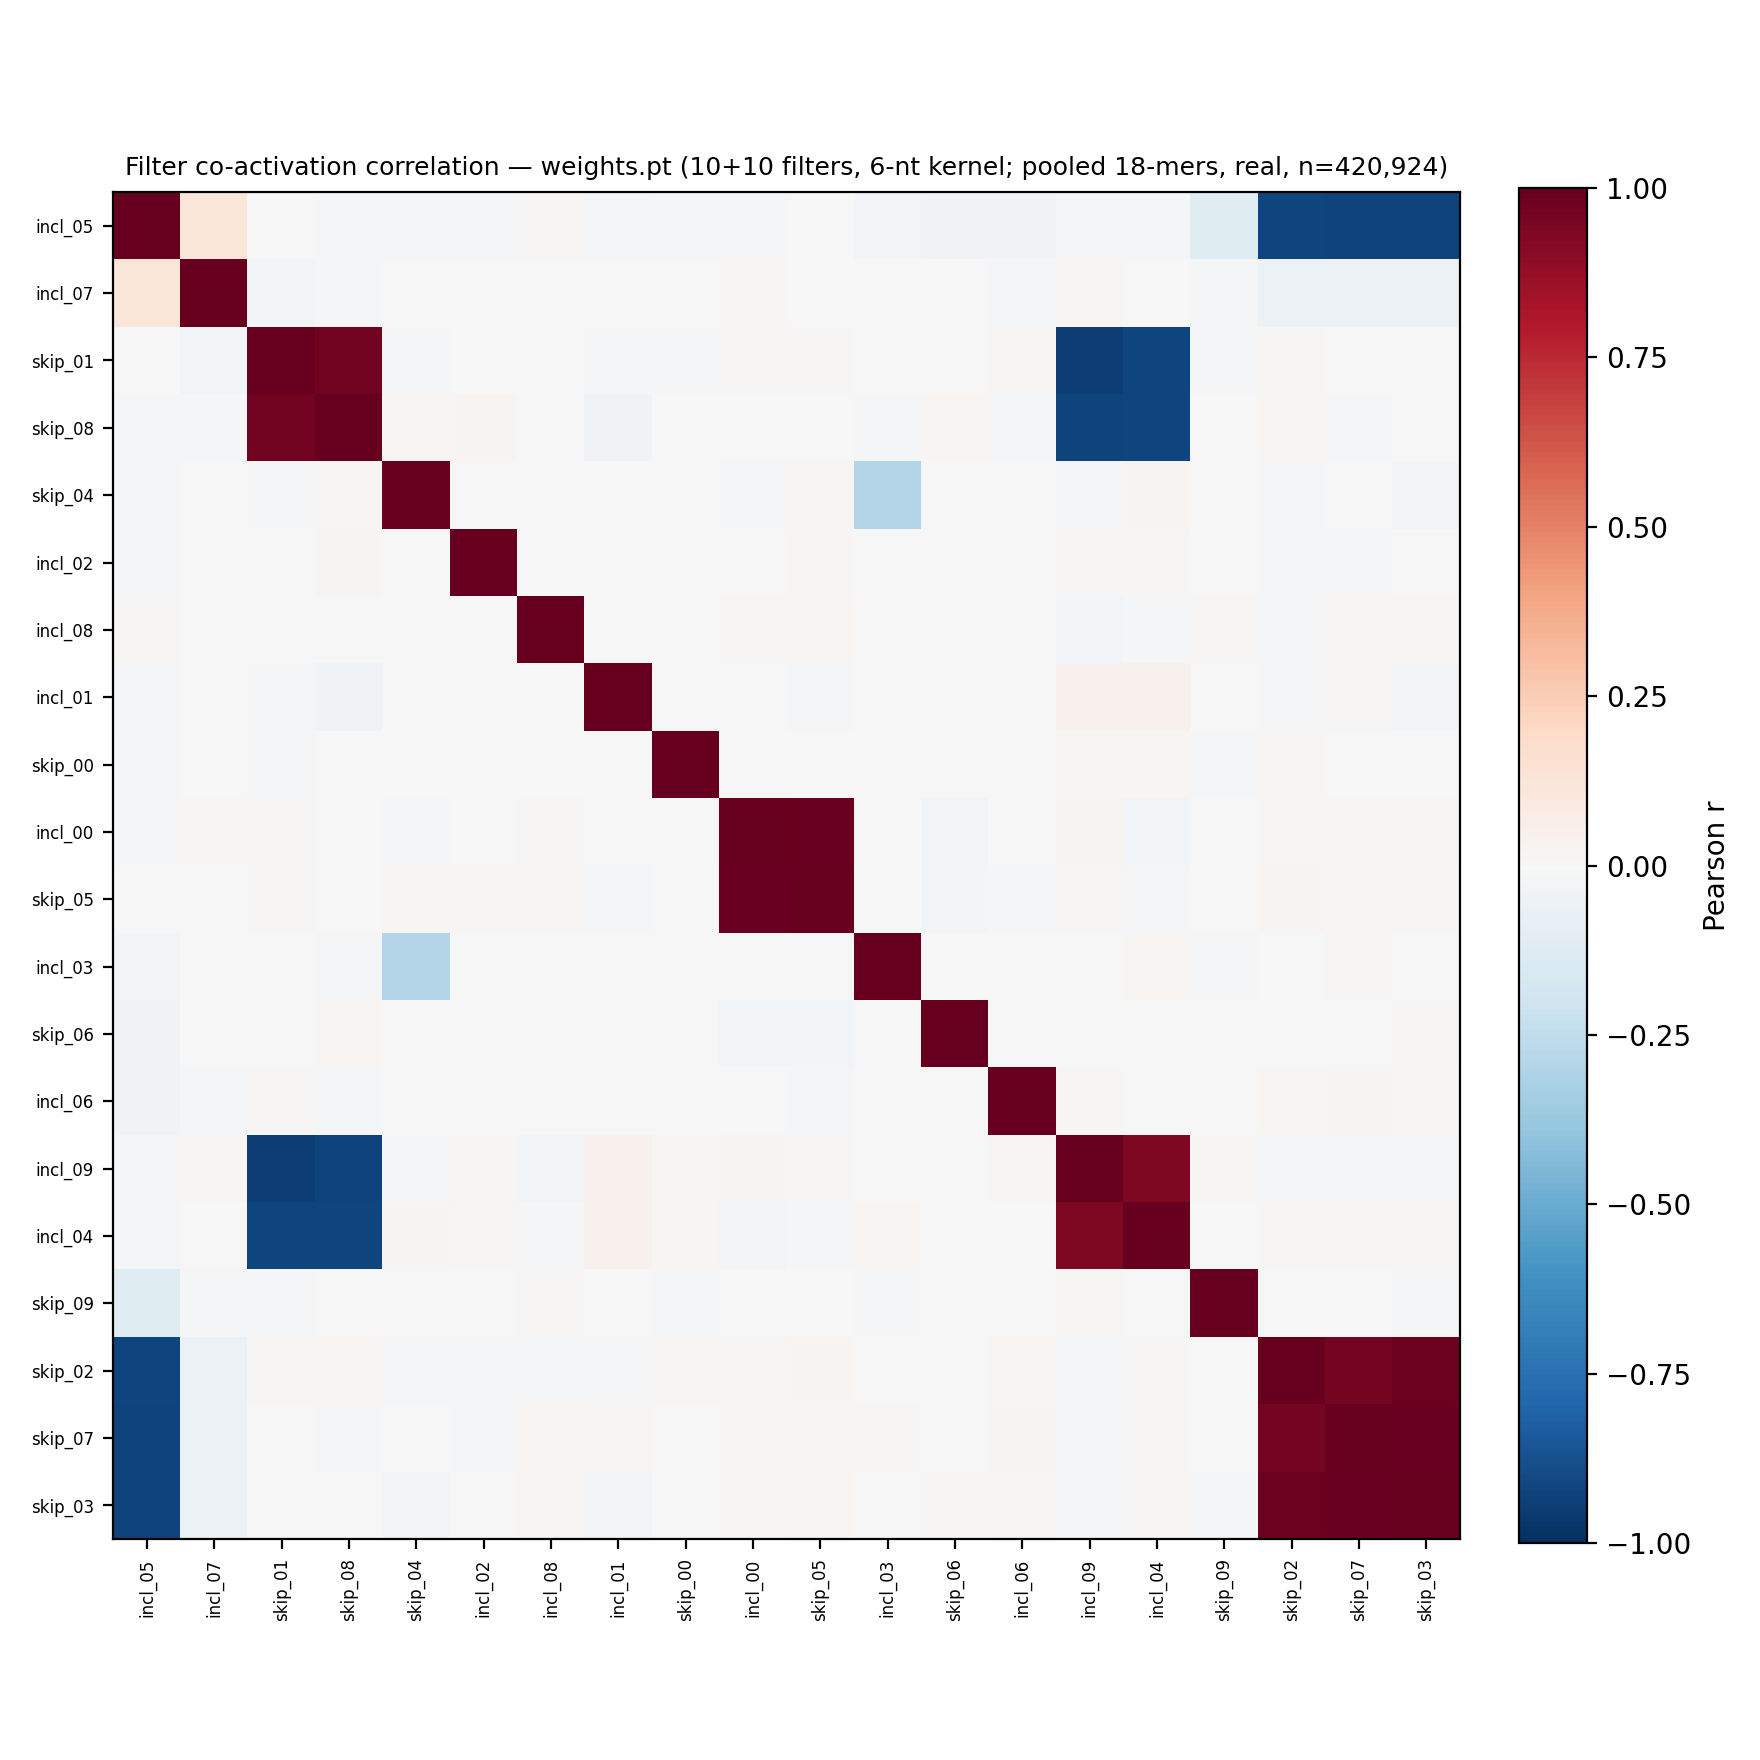 Filter co-activation correlation — weights.pt (10+10 filters, 6-nt kernel; pooled 18-mers, real, n=420,924)
incl_05
incl_07
skip_01
skip_08
skip_04
incl_02
incl_08
incl_01
skip_00
incl_00
skip_05
incl_03
skip_06
incl_06
incl_09
incl_04
skip_09
skip_02
skip_07
skip_03
incl_05
incl_07
skip_01
skip_08
skip_04
incl_02
incl_08
incl_01
skip_00
incl_00
skip_05
incl_03
skip_06
incl_06
incl_09
incl_04
skip_09
skip_02
skip_07
skip_03
1.00
0.75
0.50
0.25
0.00
−0.25
−0.50
−0.75
−1.00
Pearson r